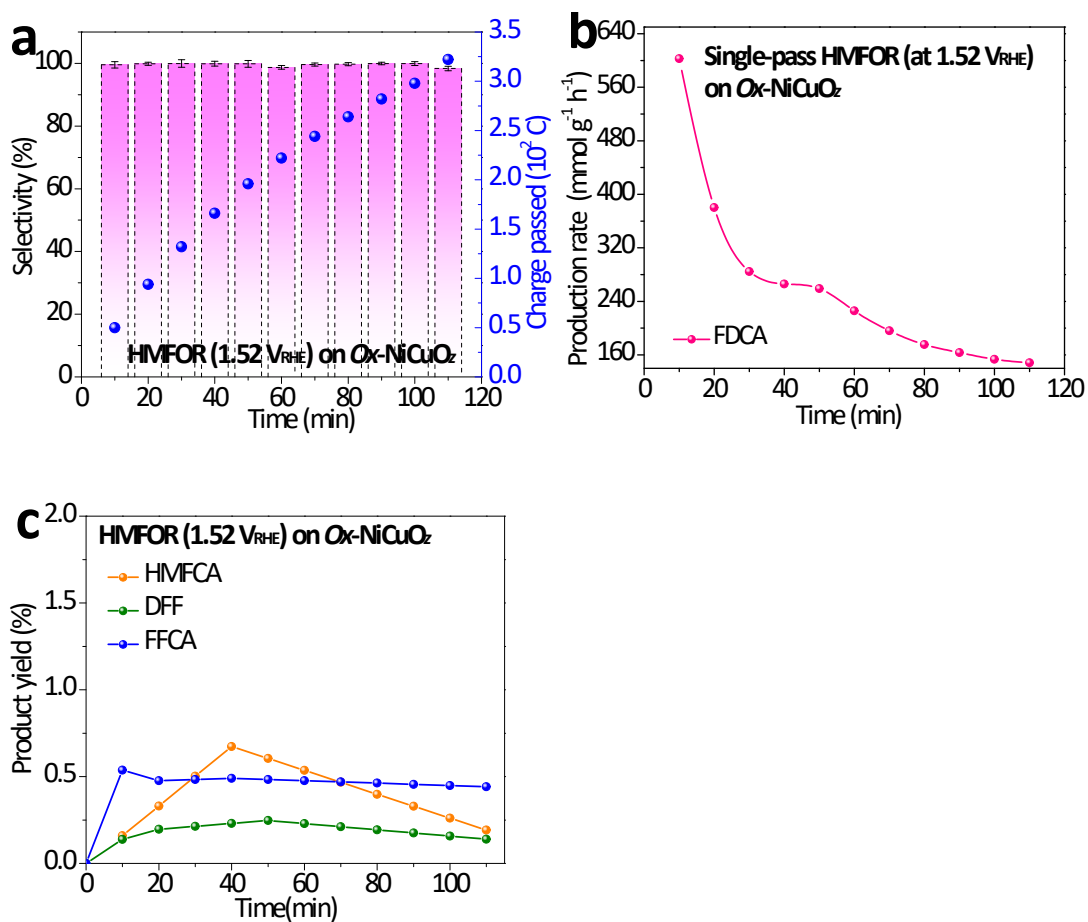 a
100
80
60
40
20
0
Selectivity (%)
3.5
3.0
2.5
2.0
1.5
1.0
0.5
0.0
Charge passed (10² C)
HMFOR (1.52 VRHE) on Ox-NiCuOz
0 20 40 60 80 100 120
Time (min)
b
640
560
480
400
320
240
160
Production rate (mmol g⁻¹ h⁻¹)
Single-pass HMFOR (at 1.52 VRHE)
on Ox-NiCuOz
FDCA
0 20 40 60 80 100 120
Time (min)
c
2.0
1.5
1.0
0.5
0.0
Product yield (%)
HMFOR (1.52 VRHE) on Ox-NiCuOz
HMFCA
DFF
FFCA
0 20 40 60 80 100
Time(min)